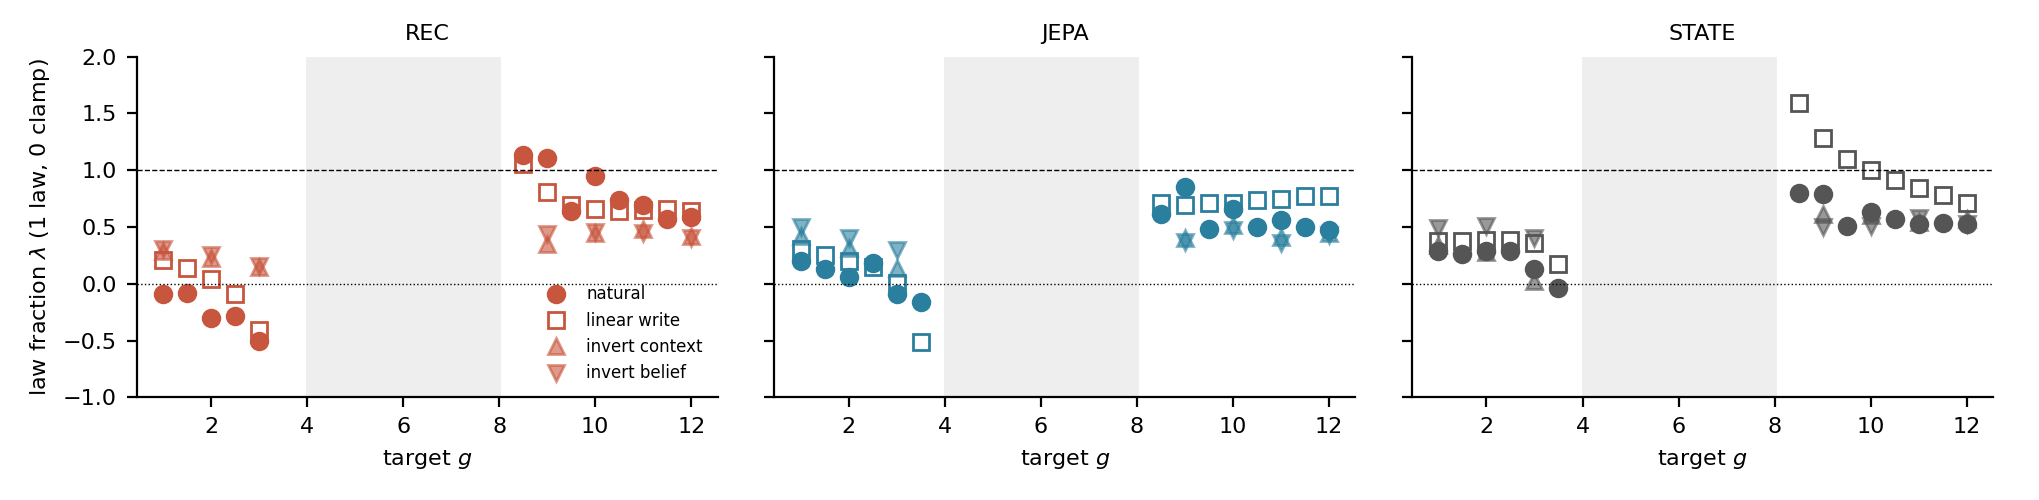 REC
JEPA
STATE
law fraction λ (1 law, 0 clamp)
2.0
1.5
1.0
0.5
0.0
−0.5
−1.0
natural
linear write
invert context
invert belief
2 4 6 8 10 12
2 4 6 8 10 12
2 4 6 8 10 12
target g
target g
target g